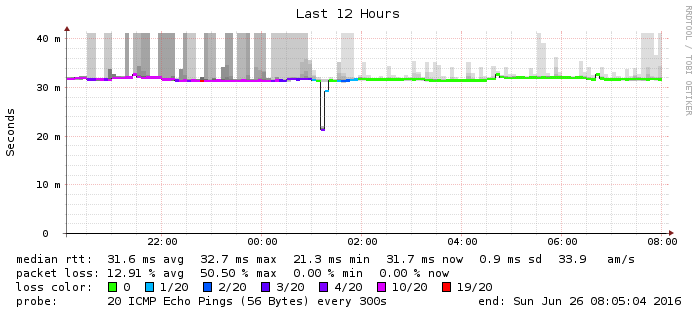 Last 12 Hours
RRDTOOL / TOBI OETIKER
Seconds
40 m
30 m
20 m
10 m
0
22:00 00:00 02:00 04:00 06:00 08:00
median rtt: 31.6 ms avg 32.7 ms max 21.3 ms min 31.7 ms now 0.9 ms sd 33.9 am/s
packet loss: 12.91 % avg 50.50 % max 0.00 % min 0.00 % now
loss color: 0 1/20 2/20 3/20 4/20 10/20 19/20
probe: 20 ICMP Echo Pings (56 Bytes) every 300s end: Sun Jun 26 08:05:04 2016